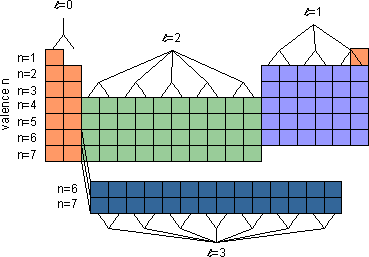 ℓ=0
ℓ=1
ℓ=2
valence n
n=1
n=2
n=3
n=4
n=5
n=6
n=7
n=6
n=7
ℓ=3